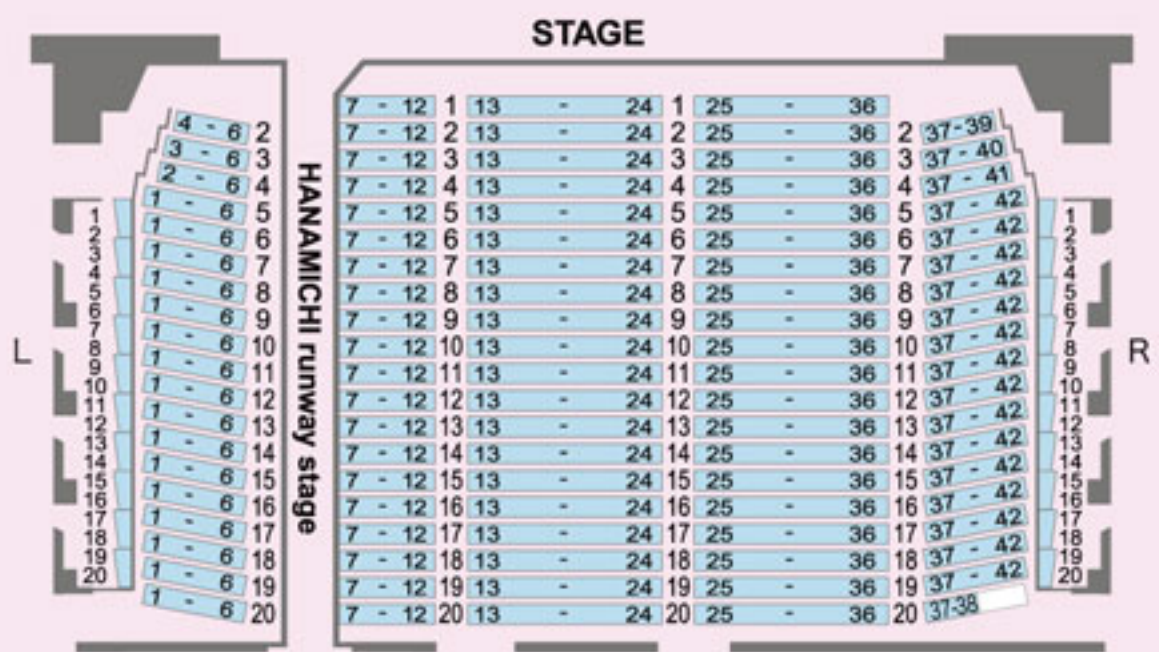 STAGE
7 - 12 1 13 - 24 1 25 - 36
4 - 6 2 7 - 12 2 13 - 24 2 25 - 36 2 37-39
3 - 6 3 7 - 12 3 13 - 24 3 25 - 36 3 37 - 40
2 - 6 4 7 - 12 4 13 - 24 4 25 - 36 4 37 - 41
1 - 6 5 7 - 12 5 13 - 24 5 25 - 36 5 37 - 42
1 - 6 6 7 - 12 6 13 - 24 6 25 - 36 6 37 - 42
1 - 6 7 7 - 12 7 13 - 24 7 25 - 36 7 37 - 42
1 - 6 8 7 - 12 8 13 - 24 8 25 - 36 8 37 - 42
1 - 6 9 7 - 12 9 13 - 24 9 25 - 36 9 37 - 42
1 - 6 10 7 - 12 10 13 - 24 10 25 - 36 10 37 - 42
1 - 6 11 7 - 12 11 13 - 24 11 25 - 36 11 37 - 42
1 - 6 12 7 - 12 12 13 - 24 12 25 - 36 12 37 - 42
1 - 6 13 7 - 12 13 13 - 24 13 25 - 36 13 37 - 42
1 - 6 14 7 - 12 14 13 - 24 14 25 - 36 14 37 - 42
1 - 6 15 7 - 12 15 13 - 24 15 25 - 36 15 37 - 42
1 - 6 16 7 - 12 16 13 - 24 16 25 - 36 16 37 - 42
1 - 6 17 7 - 12 17 13 - 24 17 25 - 36 17 37 - 42
1 - 6 18 7 - 12 18 13 - 24 18 25 - 36 18 37 - 42
1 - 6 19 7 - 12 19 13 - 24 19 25 - 36 19 37 - 42
1 - 6 20 7 - 12 20 13 - 24 20 25 - 36 20 37-38
HANAMICHI runway stage
L
1
2
3
4
5
6
7
8
9
10
11
12
13
14
15
16
17
18
19
20
R
1
2
3
4
5
6
7
8
9
10
11
12
13
14
15
16
17
18
19
20